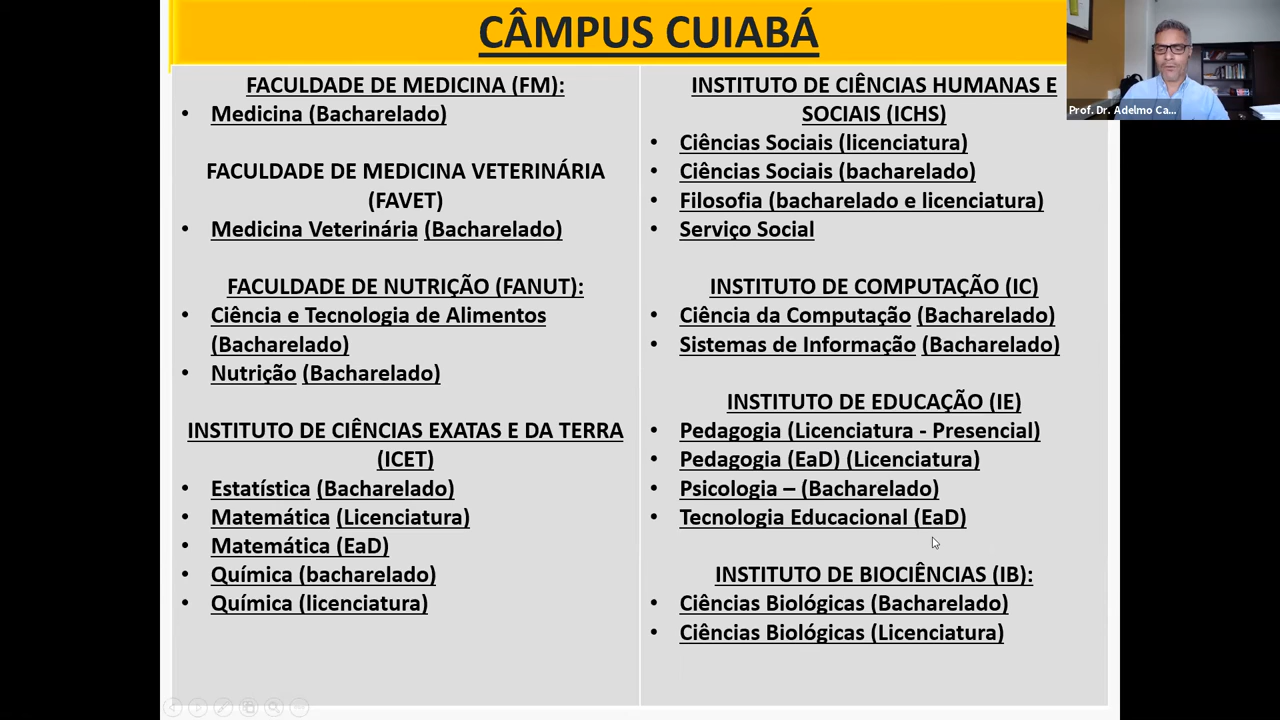 CÂMPUS CUIABÁ
FACULDADE DE MEDICINA (FM):
• Medicina (Bacharelado)
FACULDADE DE MEDICINA VETERINÁRIA
(FAVET)
• Medicina Veterinária (Bacharelado)
FACULDADE DE NUTRIÇÃO (FANUT):
• Ciência e Tecnologia de Alimentos
(Bacharelado)
• Nutrição (Bacharelado)
INSTITUTO DE CIÊNCIAS EXATAS E DA TERRA
(ICET)
• Estatística (Bacharelado)
• Matemática (Licenciatura)
• Matemática (EaD)
• Química (bacharelado)
• Química (licenciatura)
INSTITUTO DE CIÊNCIAS HUMANAS E
SOCIAIS (ICHS)
• Ciências Sociais (licenciatura)
• Ciências Sociais (bacharelado)
• Filosofia (bacharelado e licenciatura)
• Serviço Social
INSTITUTO DE COMPUTAÇÃO (IC)
• Ciência da Computação (Bacharelado)
• Sistemas de Informação (Bacharelado)
INSTITUTO DE EDUCAÇÃO (IE)
• Pedagogia (Licenciatura - Presencial)
• Pedagogia (EaD) (Licenciatura)
• Psicologia – (Bacharelado)
• Tecnologia Educacional (EaD)
INSTITUTO DE BIOCIÊNCIAS (IB):
• Ciências Biológicas (Bacharelado)
• Ciências Biológicas (Licenciatura)
Prof. Dr. Adelmo Ca...